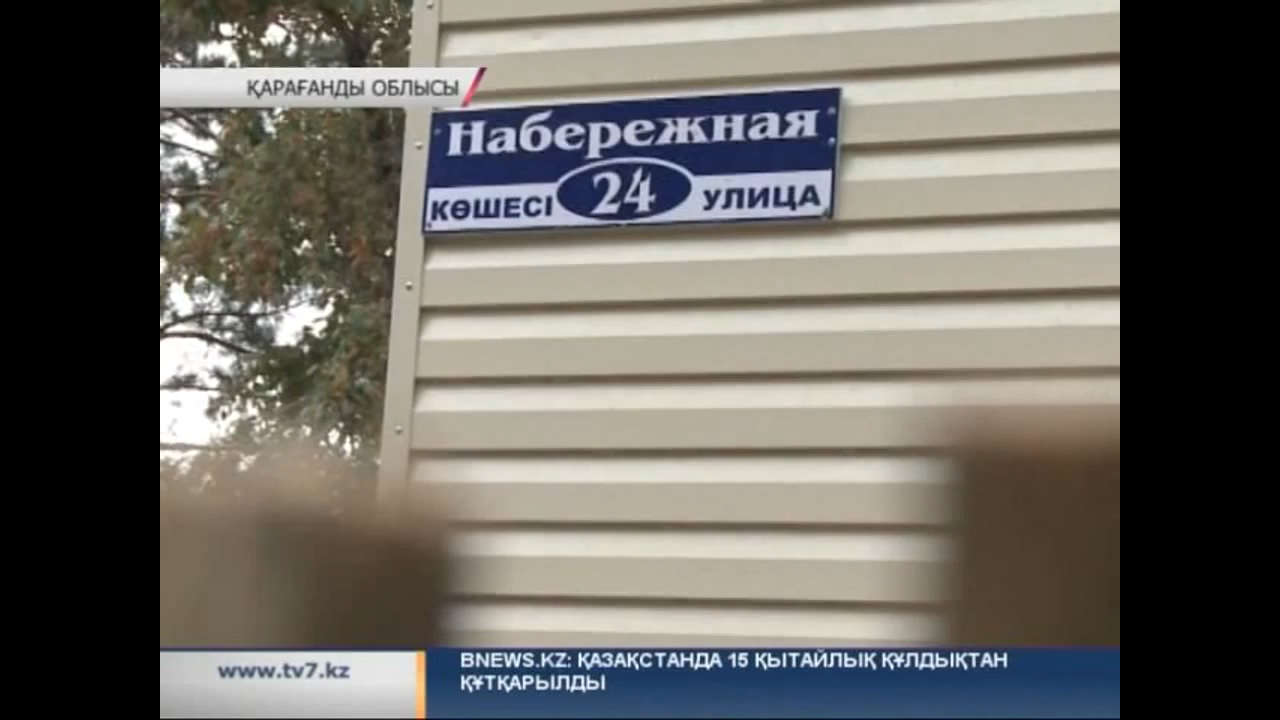 ҚАРАҒАНДЫ ОБЛЫСЫ
Набережная
КӨШЕСІ 24 УЛИЦА
www.tv7.kz
BNEWS.KZ: ҚАЗАҚСТАНДА 15 ҚЫТАЙЛЫҚ ҚҰЛДЫҚТАН
ҚҰТҚАРЫЛДЫ